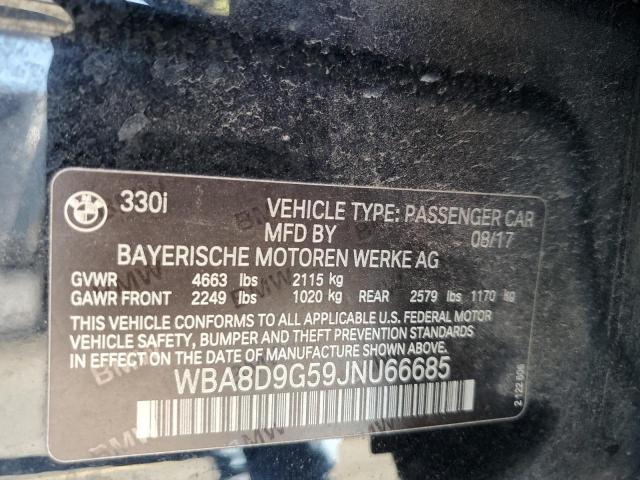 330i VEHICLE TYPE: PASSENGER CAR
MFD BY 08/17
BAYERISCHE MOTOREN WERKE AG
GVWR 4663 lbs 2115 kg
GAWR FRONT 2249 lbs 1020 kg REAR 2579 lbs 1170 kg
THIS VEHICLE CONFORMS TO ALL APPLICABLE U.S. FEDERAL MOTOR
VEHICLE SAFETY, BUMPER AND THEFT PREVENTION STANDARDS
IN EFFECT ON THE DATE OF MANUFACTURE SHOWN ABOVE.
WBA8D9G59JNU66685